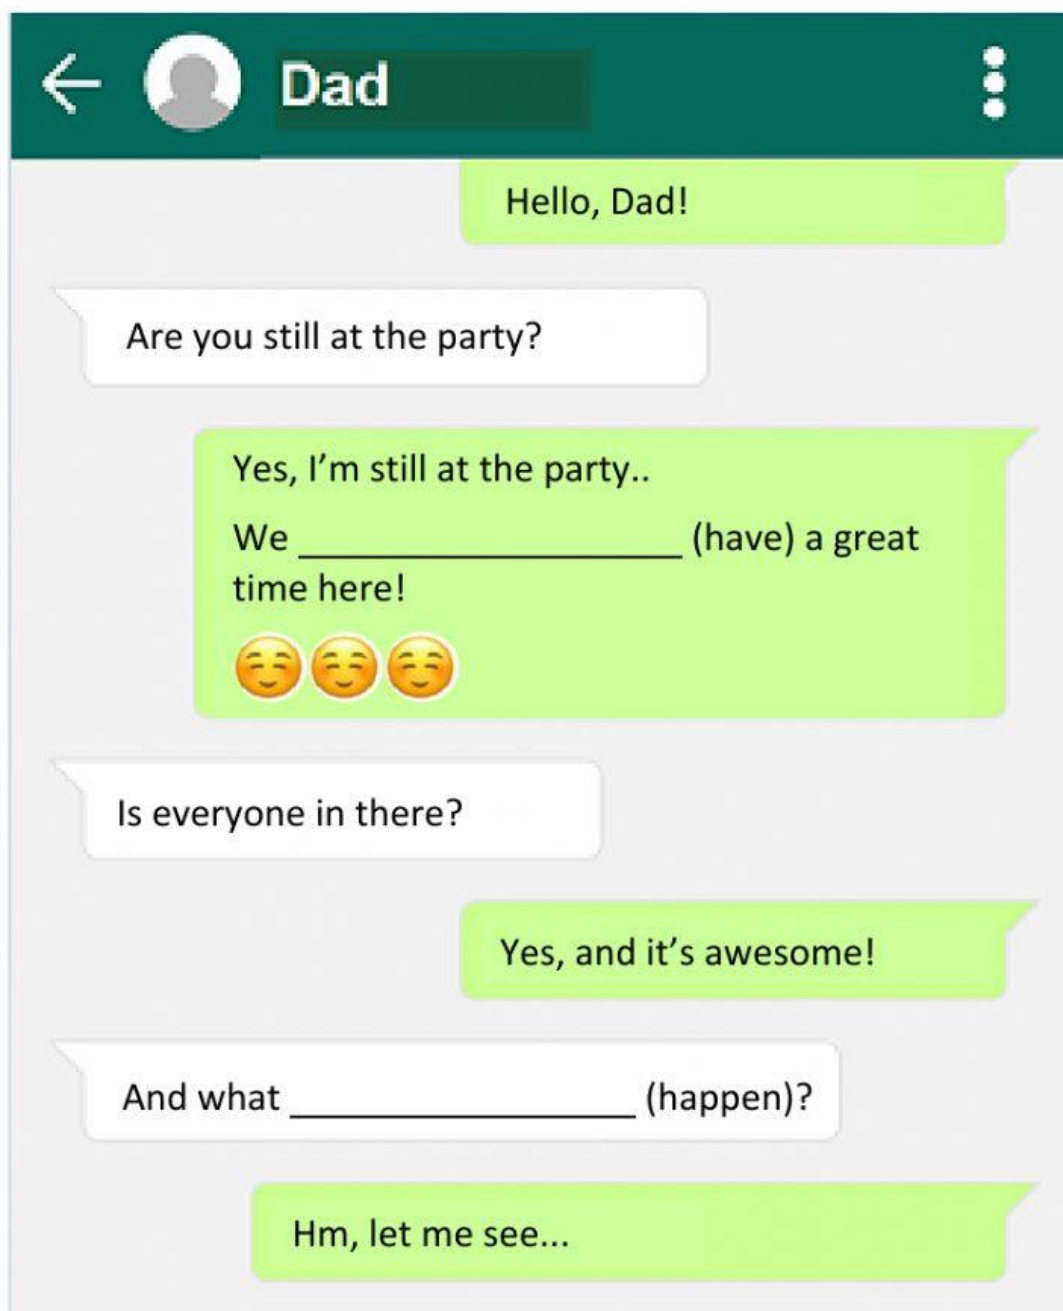 Dad
Hello, Dad!
Are you still at the party?
Yes, I’m still at the party..
We ____________________ (have) a great
time here!
Is everyone in there?
Yes, and it’s awesome!
And what __________________ (happen)?
Hm, let me see...